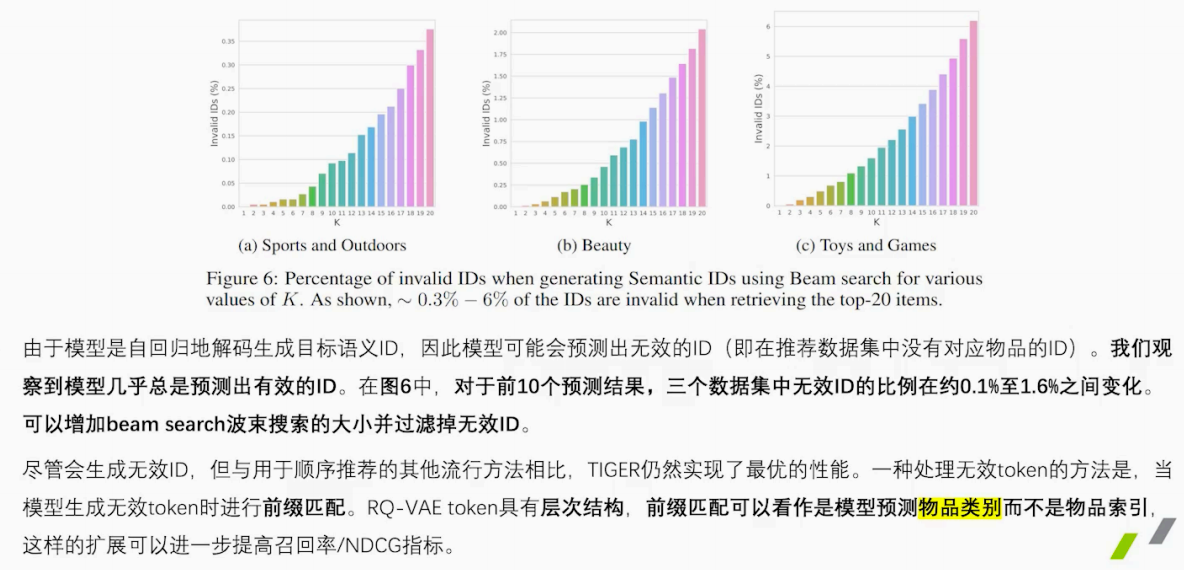 0.35
0.30
0.25
0.20
0.15
0.10
0.05
0.00
Invalid IDs (%)
1 2 3 4 5 6 7 8 9 10 11 12 13 14 15 16 17 18 19 20
K
(a) Sports and Outdoors
2.00
1.75
1.50
1.25
1.00
0.75
0.50
0.25
0.00
Invalid IDs (%)
1 2 3 4 5 6 7 8 9 10 11 12 13 14 15 16 17 18 19 20
K
(b) Beauty
6
5
4
3
2
1
0
Invalid IDs (%)
1 2 3 4 5 6 7 8 9 10 11 12 13 14 15 16 17 18 19 20
K
(c) Toys and Games
Figure 6: Percentage of invalid IDs when generating Semantic IDs using Beam search for various
values of K. As shown, ∼ 0.3% − 6% of the IDs are invalid when retrieving the top-20 items.
由于模型是自回归地解码生成目标语义ID，因此模型可能会预测出无效的ID（即在推荐数据集中没有对应物品的ID）。我们观
察到模型几乎总是预测出有效的ID。在图6中，对于前10个预测结果，三个数据集中无效ID的比例在约0.1%至1.6%之间变化。
可以增加beam search波束搜索的大小并过滤掉无效ID。
尽管会生成无效ID，但与用于顺序推荐的其他流行方法相比，TIGER仍然实现了最优的性能。一种处理无效token的方法是，当
模型生成无效token时进行前缀匹配。RQ-VAE token具有层次结构，前缀匹配可以看作是模型预测物品类别而不是物品索引，
这样的扩展可以进一步提高召回率/NDCG指标。